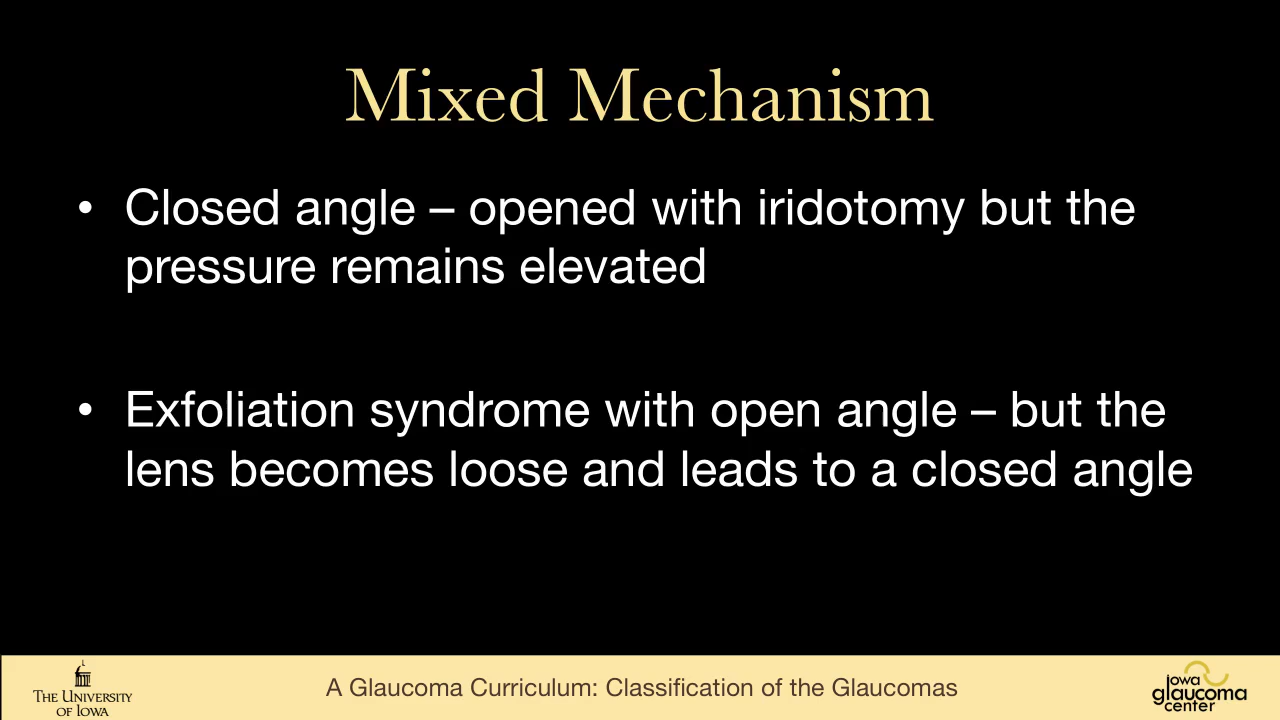 Mixed Mechanism
• Closed angle – opened with iridotomy but the
pressure remains elevated
• Exfoliation syndrome with open angle – but the
lens becomes loose and leads to a closed angle
THE UNIVERSITY
OF IOWA
A Glaucoma Curriculum: Classification of the Glaucomas
Iowa
glaucoma
center